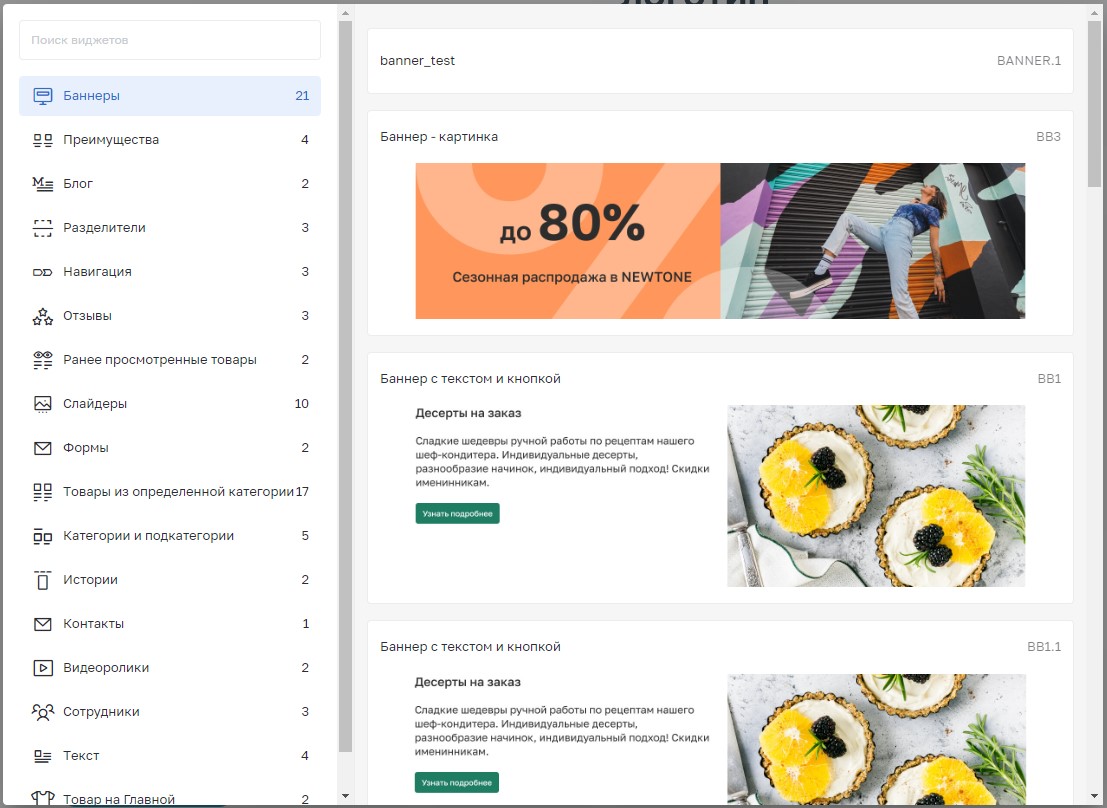 Поиск виджетов
Баннеры 21
Преимущества 4
Блог 2
Разделители 3
Навигация 3
Отзывы 3
Ранее просмотренные товары 2
Слайдеры 10
Формы 2
Товары из определенной категории 17
Категории и подкатегории 5
Истории 2
Контакты 1
Видеоролики 2
Сотрудники 3
Текст 4
Товар на Главной 2
banner_test BANNER.1
Баннер - картинка BB3
до 80%
Сезонная распродажа в NEWTONE
Баннер с текстом и кнопкой BB1
Десерты на заказ
Сладкие шедевры ручной работы по рецептам нашего
шеф-кондитера. Индивидуальные десерты,
разнообразие начинок, индивидуальный подход! Скидки
именинникам.
Узнать подробнее
Баннер с текстом и кнопкой BB1.1
Десерты на заказ
Сладкие шедевры ручной работы по рецептам нашего
шеф-кондитера. Индивидуальные десерты,
разнообразие начинок, индивидуальный подход! Скидки
именинникам.
Узнать подробнее